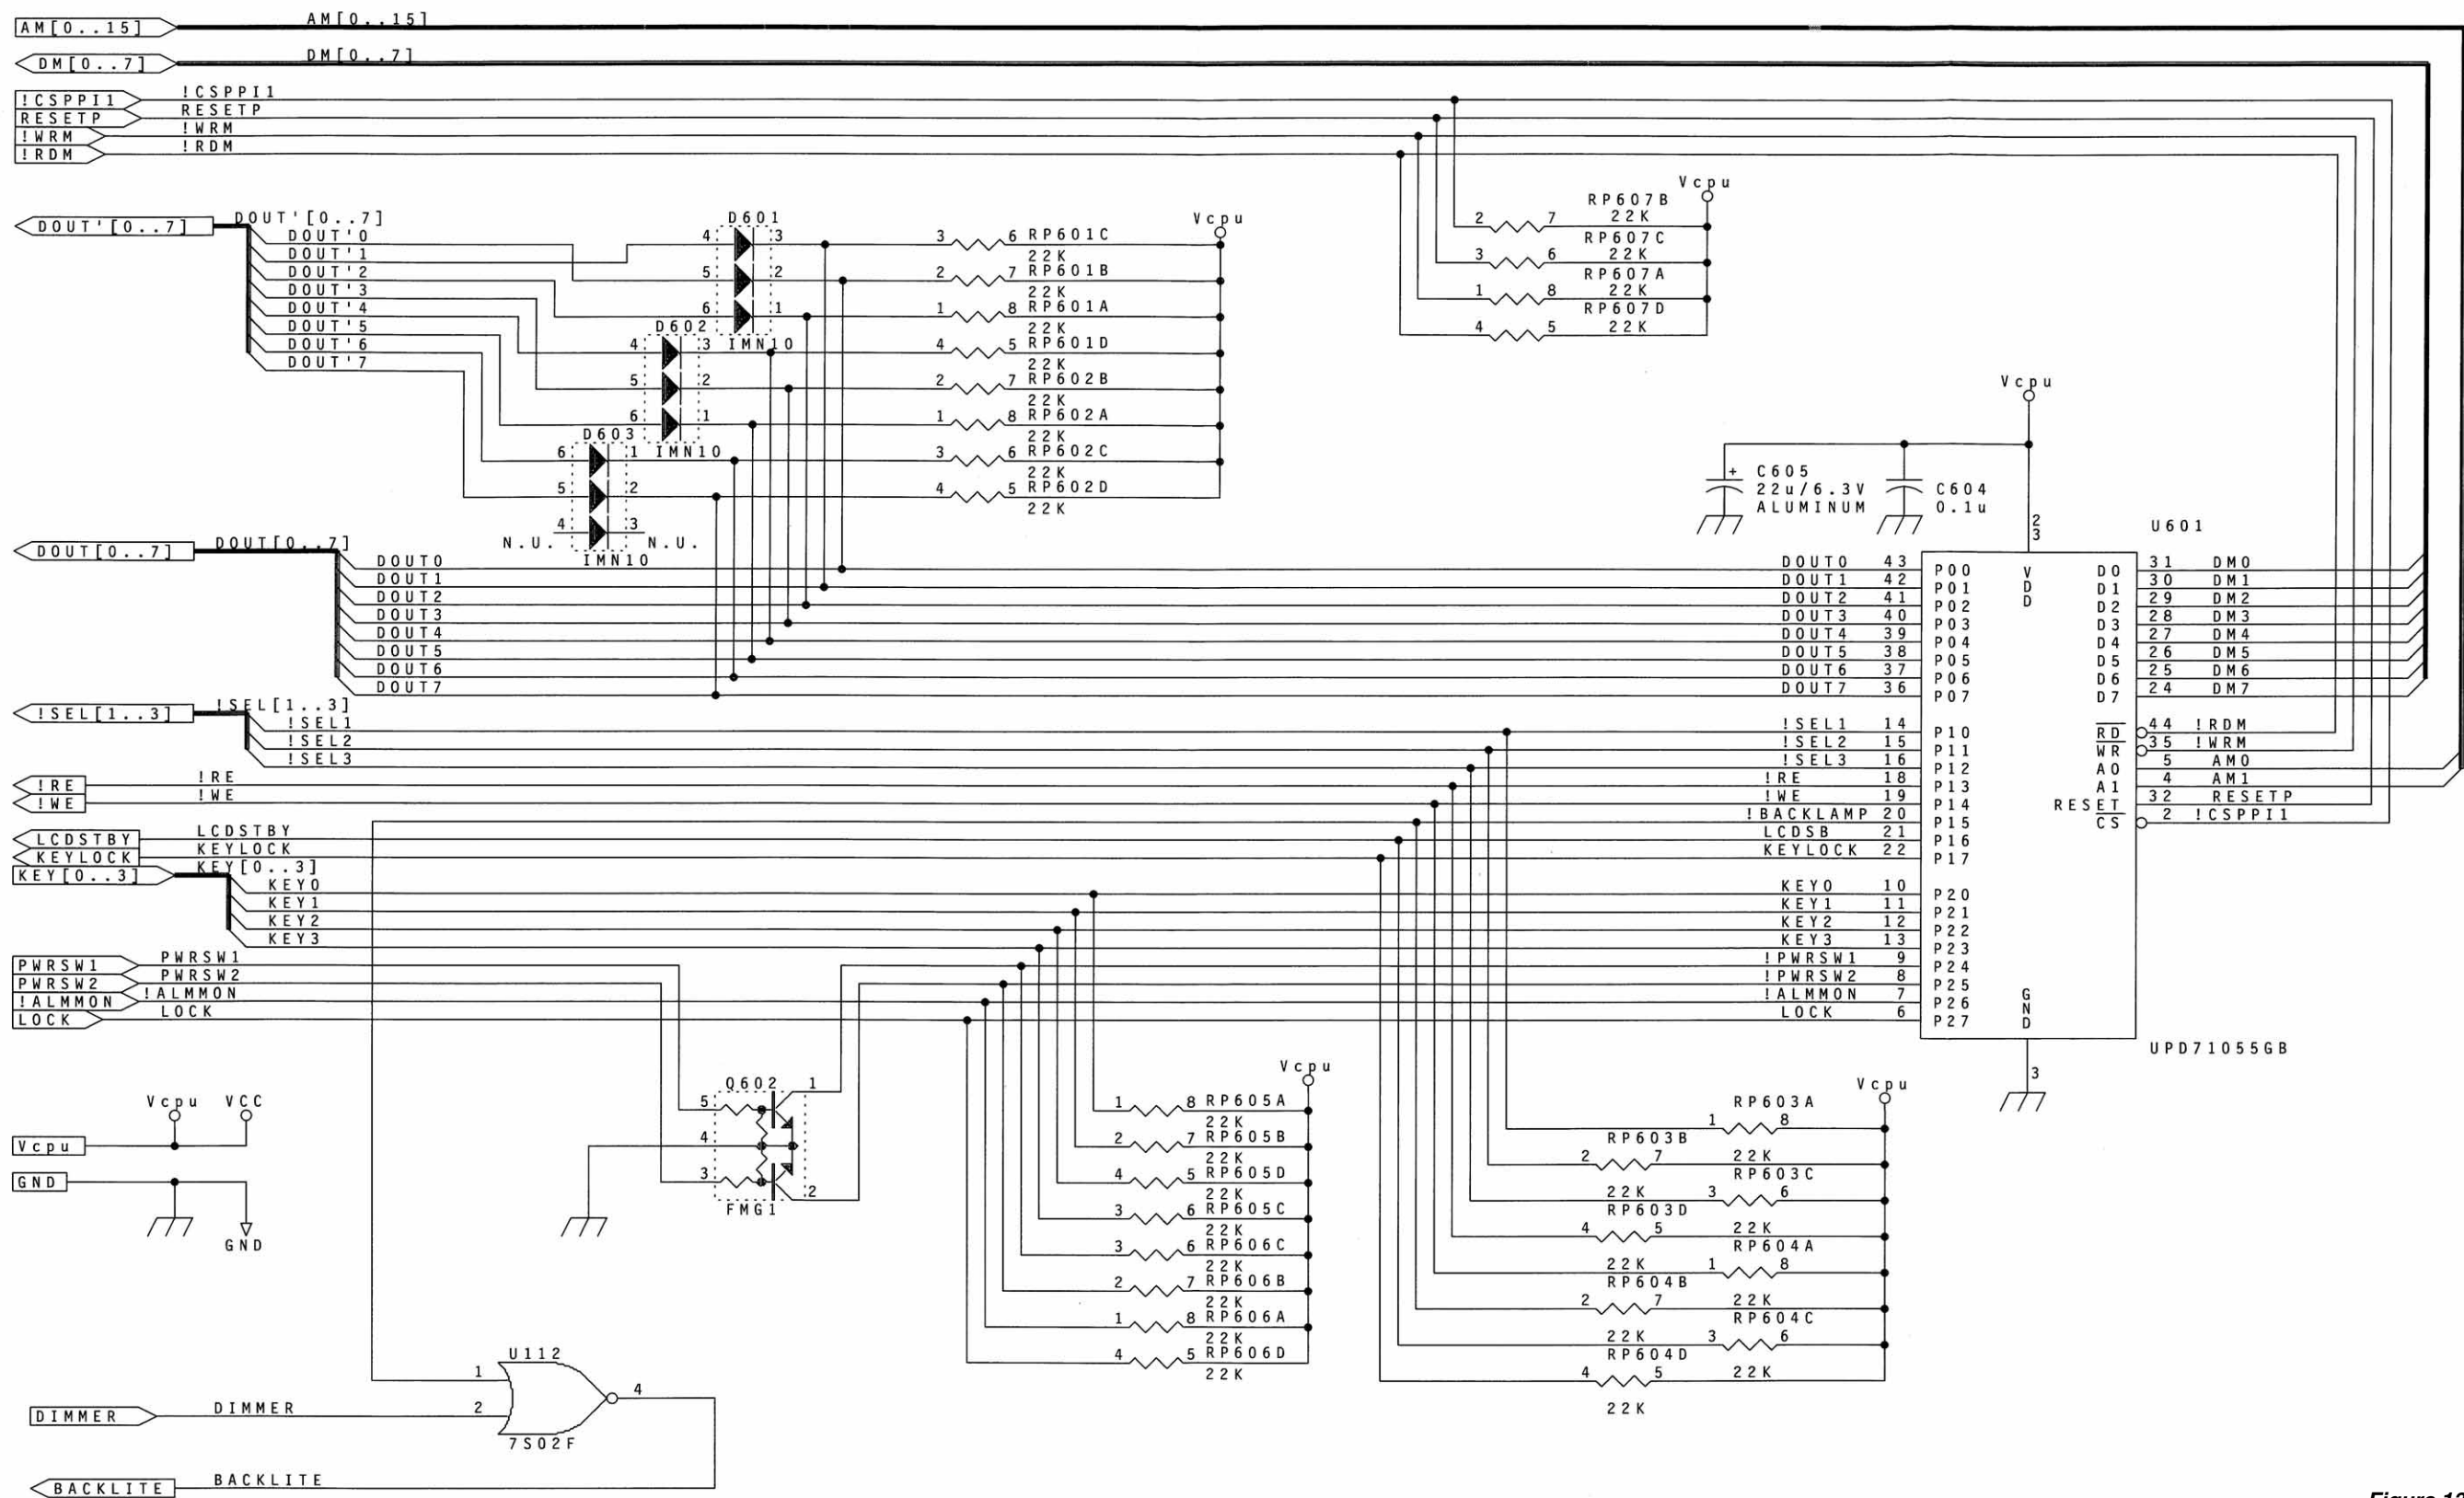 AM[0..15] AM[0..15]
DM[0..7] DM[0..7]
!CSPPI1 !CSPPI1
RESETP RESETP
!WRM !WRM
!RDM !RDM
DOUT'[0..7] DOUT'[0..7]
DOUT'0
DOUT'1
DOUT'2
DOUT'3
DOUT'4
DOUT'5
DOUT'6
DOUT'7
D601
4 3
5 2
6 1
IMN10
D602
4 3
5 2
6 1
IMN10
D603
6 1
5 2
4 3
N.U. N.U.
IMN10
Vcpu
3 6 RP601C
22K
2 7 RP601B
22K
1 8 RP601A
22K
4 5 RP601D
22K
2 7 RP602B
22K
1 8 RP602A
22K
3 6 RP602C
22K
4 5 RP602D
22K
Vcpu
RP607B
2 7 22K
RP607C
3 6 22K
RP607A
1 8 22K
RP607D
4 5 22K
Vcpu
+ C605
22u/6.3V
ALUMINUM
C604
0.1u
23
U601
DOUT[0..7] DOUT[0..7]
DOUT0 DOUT0 43 P00 VDD D0 31 DM0
DOUT1 DOUT1 42 P01 D1 30 DM1
DOUT2 DOUT2 41 P02 D2 29 DM2
DOUT3 DOUT3 40 P03 D3 28 DM3
DOUT4 DOUT4 39 P04 D4 27 DM4
DOUT5 DOUT5 38 P05 D5 26 DM5
DOUT6 DOUT6 37 P06 D6 25 DM6
DOUT7 DOUT7 36 P07 D7 24 DM7
!SEL[1..3] !SEL[1..3]
!SEL1 !SEL1 14 P10 RD 44 !RDM
!SEL2 !SEL2 15 P11 WR 35 !WRM
!SEL3 !SEL3 16 P12 A0 5 AM0
!RE !RE !RE 18 P13 A1 4 AM1
!WE !WE !WE 19 P14 RESET 32 RESETP
!BACKLAMP 20 P15 CS 2 !CSPPI1
LCDSTBY LCDSTBY LCDSB 21 P16
KEYLOCK KEYLOCK KEYLOCK 22 P17
KEY[0..3] KEY[0..3]
KEY0 KEY0 10 P20
KEY1 KEY1 11 P21
KEY2 KEY2 12 P22
KEY3 KEY3 13 P23
PWRSW1 PWRSW1 !PWRSW1 9 P24
PWRSW2 PWRSW2 !PWRSW2 8 P25
!ALMMON !ALMMON !ALMMON 7 P26
LOCK LOCK LOCK 6 P27
GND
UPD71055GB
3
Vcpu VCC
Vcpu
GND
GND
Q602
1
5
4
3
2
FMG1
Vcpu
1 8 RP605A
22K
2 7 RP605B
22K
4 5 RP605D
22K
3 6 RP605C
22K
3 6 RP606C
22K
2 7 RP606B
22K
1 8 RP606A
22K
4 5 RP606D
22K
Vcpu
RP603A
1 8
RP603B
2 7 22K
RP603C
22K 3 6
RP603D
4 5 22K
RP604A
22K 1 8
RP604B
2 7 22K
RP604C
22K 3 6
RP604D
4 5 22K
22K
U112
1
2
4
7S02F
DIMMER DIMMER
BACKLITE BACKLITE